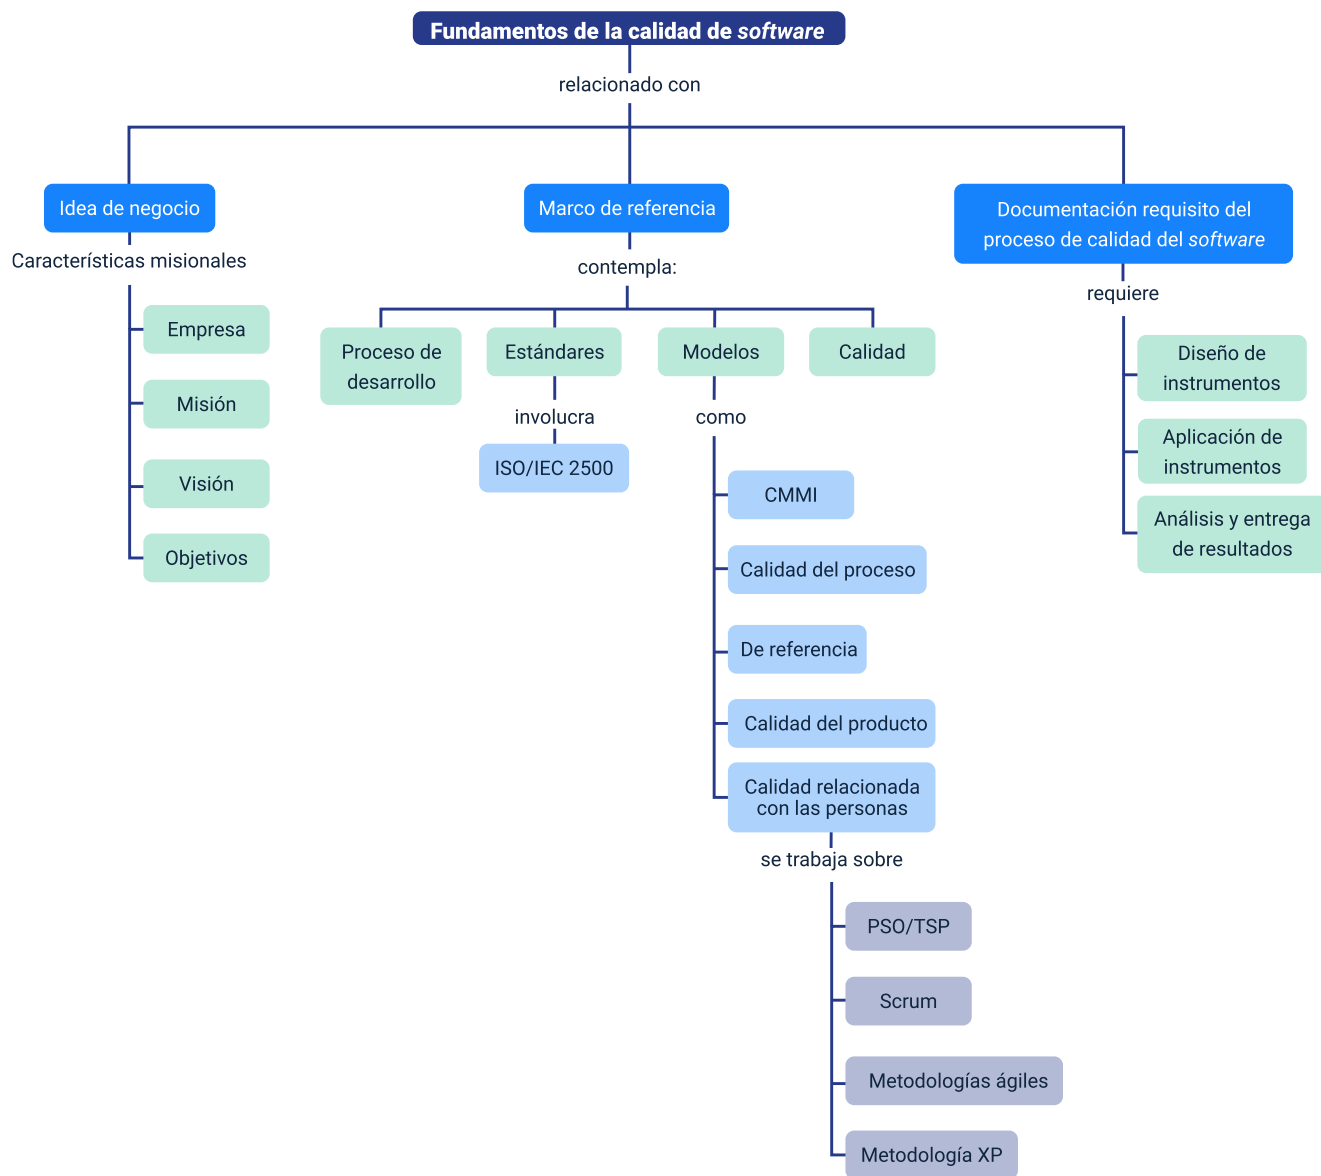 Fundamentos de la calidad de software
relacionado con
Idea de negocio
Características misionales
Empresa
Misión
Visión
Objetivos
Marco de referencia
contempla:
Proceso de
desarrollo
Estándares
involucra
ISO/IEC 2500
Modelos
como
CMMI
Calidad del proceso
De referencia
Calidad del producto
Calidad relacionada
con las personas
se trabaja sobre
PSO/TSP
Scrum
Metodologías ágiles
Metodología XP
Calidad
Documentación requisito del
proceso de calidad del software
requiere
Diseño de
instrumentos
Aplicación de
instrumentos
Análisis y entrega
de resultados